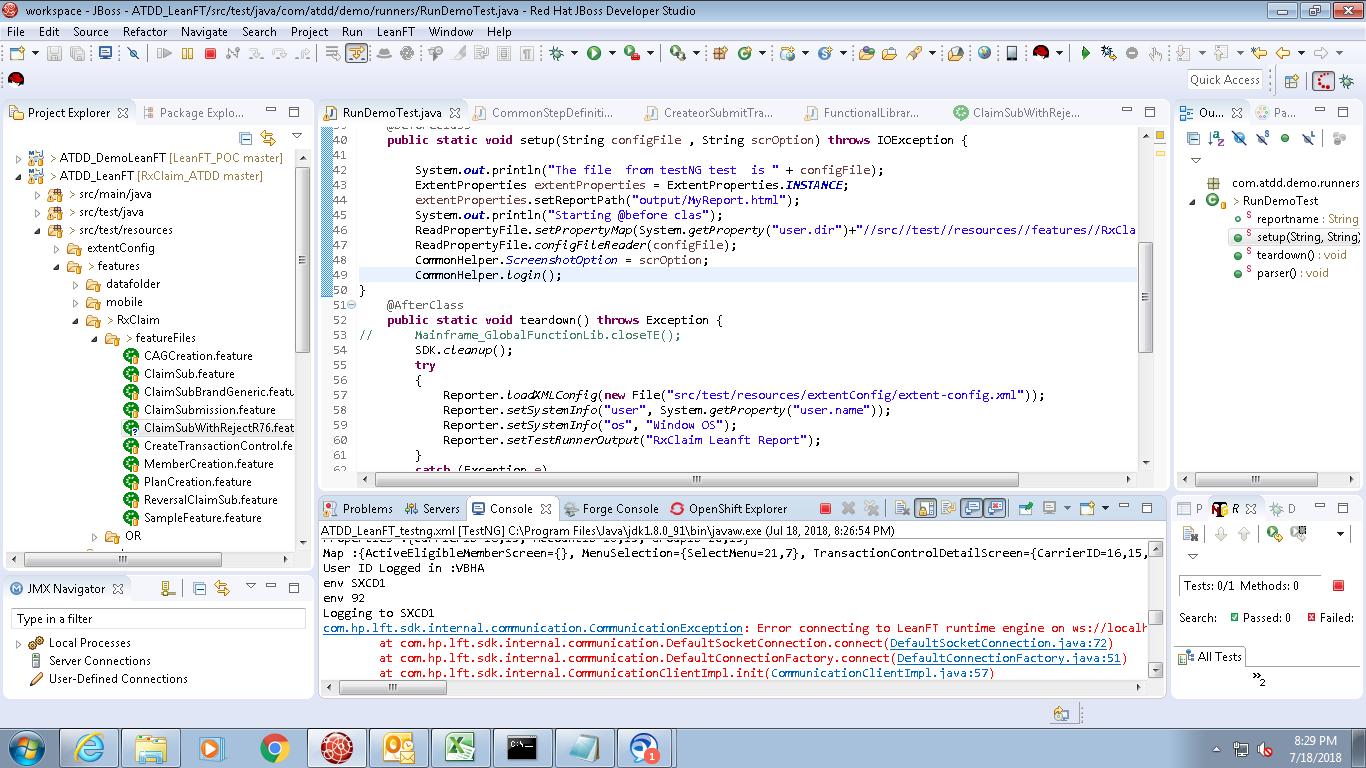 workspace - JBoss - ATDD_LeanFT/src/test/java/com/atdd/demo/runners/RunDemoTest.java - Red Hat JBoss Developer Studio
File Edit Source Refactor Navigate Search Project Run LeanFT Window Help
Quick Access
Project Explorer Package Explo...
> ATDD_DemoLeanFT [LeanFT_POC master]
> ATDD_LeanFT [RxClaim_ATDD master]
> src/main/java
> src/test/java
> src/test/resources
extentConfig
> features
datafolder
mobile
> RxClaim
> featureFiles
CAGCreation.feature
ClaimSub.feature
ClaimSubBrandGeneric.featu
ClaimSubmission.feature
ClaimSubWithRejectR76.feat
CreateTransactionControl.fe
MemberCreation.feature
PlanCreation.feature
ReversalClaimSub.feature
SampleFeature.feature
OR
JMX Navigator
Type in a filter
Local Processes
Server Connections
User-Defined Connections
RunDemoTest.java CommonStepDefiniti... CreateorSubmitTra... FunctionalLibrar... ClaimSubWithReje...
39 @BeforeClass
40 public static void setup(String configFile , String scrOption) throws IOException {
41
42 System.out.println("The file  from testNG test  is " + configFile);
43 ExtentProperties extentProperties = ExtentProperties.INSTANCE;
44 extentProperties.setReportPath("output/MyReport.html");
45 System.out.println("Starting @before clas");
46 ReadPropertyFile.setPropertyMap(System.getProperty("user.dir")+"//src//test//resources//features//RxCla
47 ReadPropertyFile.configFileReader(configFile);
48 CommonHelper.ScreenshotOption = scrOption;
49 CommonHelper.login();
50 }
51 @AfterClass
52 public static void teardown() throws Exception {
53 // Mainframe_GlobalFunctionLib.closeTE();
54 SDK.cleanup();
55 try
56 {
57 Reporter.loadXMLConfig(new File("src/test/resources/extentConfig/extent-config.xml"));
58 Reporter.setSystemInfo("user", System.getProperty("user.name"));
59 Reporter.setSystemInfo("os", "Window OS");
60 Reporter.setTestRunnerOutput("RxClaim Leanft Report");
61 }
62 catch (Exception e)
Problems Servers Console Forge Console OpenShift Explorer
ATDD_LeanFT_testng.xml [TestNG] C:\Program Files\Java\jdk1.8.0_91\bin\javaw.exe (Jul 18, 2018, 8:26:54 PM)
Map :{ActiveEligibleMemberScreen={}, MenuSelection={SelectMenu=21,7}, TransactionControlDetailScreen={CarrierID=16,15,
User ID Logged in :VBHA
env SXCD1
env 92
Logging to SXCD1
com.hp.lft.sdk.internal.communication.CommunicationException: Error connecting to LeanFT runtime engine on ws://localh
at com.hp.lft.sdk.internal.communication.DefaultSocketConnection.connect(DefaultSocketConnection.java:72)
at com.hp.lft.sdk.internal.communication.DefaultConnectionFactory.connect(DefaultConnectionFactory.java:51)
at com.hp.lft.sdk.internal.CommunicationClientImpl.init(CommunicationClientImpl.java:57)
Ou... Pa...
com.atdd.demo.runners
> RunDemoTest
reportname : String
setup(String, String)
teardown() : void
parser() : void
P R D
Tests: 0/1 Methods: 0
Search: Passed: 0 Failed:
All Tests
»2
1
8:29 PM
7/18/2018